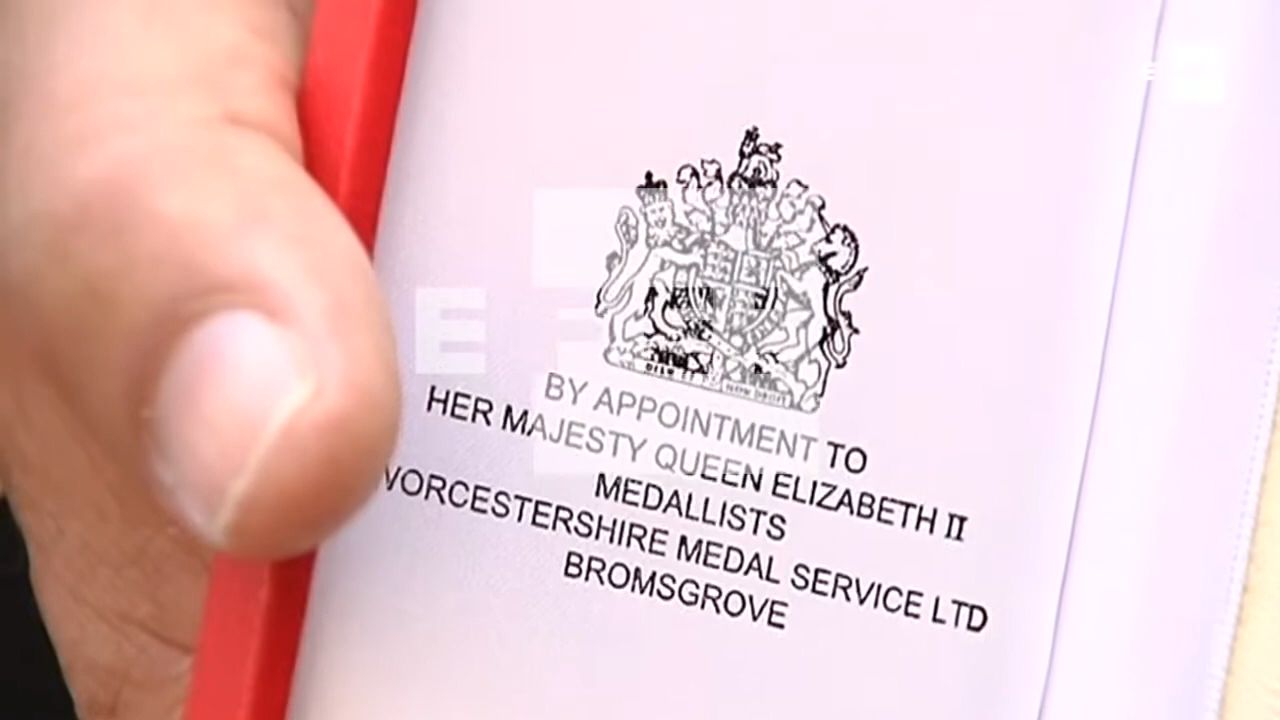 BY APPOINTMENT TO
HER MAJESTY QUEEN ELIZABETH II
MEDALLISTS
WORCESTERSHIRE MEDAL SERVICE LTD
BROMSGROVE